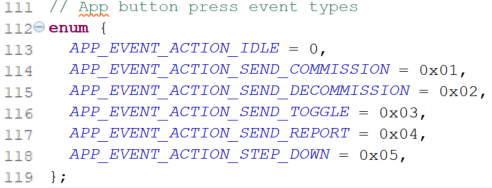 111 // App button press event types
112 enum {
113 APP_EVENT_ACTION_IDLE = 0,
114 APP_EVENT_ACTION_SEND_COMMISSION = 0x01,
115 APP_EVENT_ACTION_SEND_DECOMMISSION = 0x02,
116 APP_EVENT_ACTION_SEND_TOGGLE = 0x03,
117 APP_EVENT_ACTION_SEND_REPORT = 0x04,
118 APP_EVENT_ACTION_STEP_DOWN = 0x05,
119 };